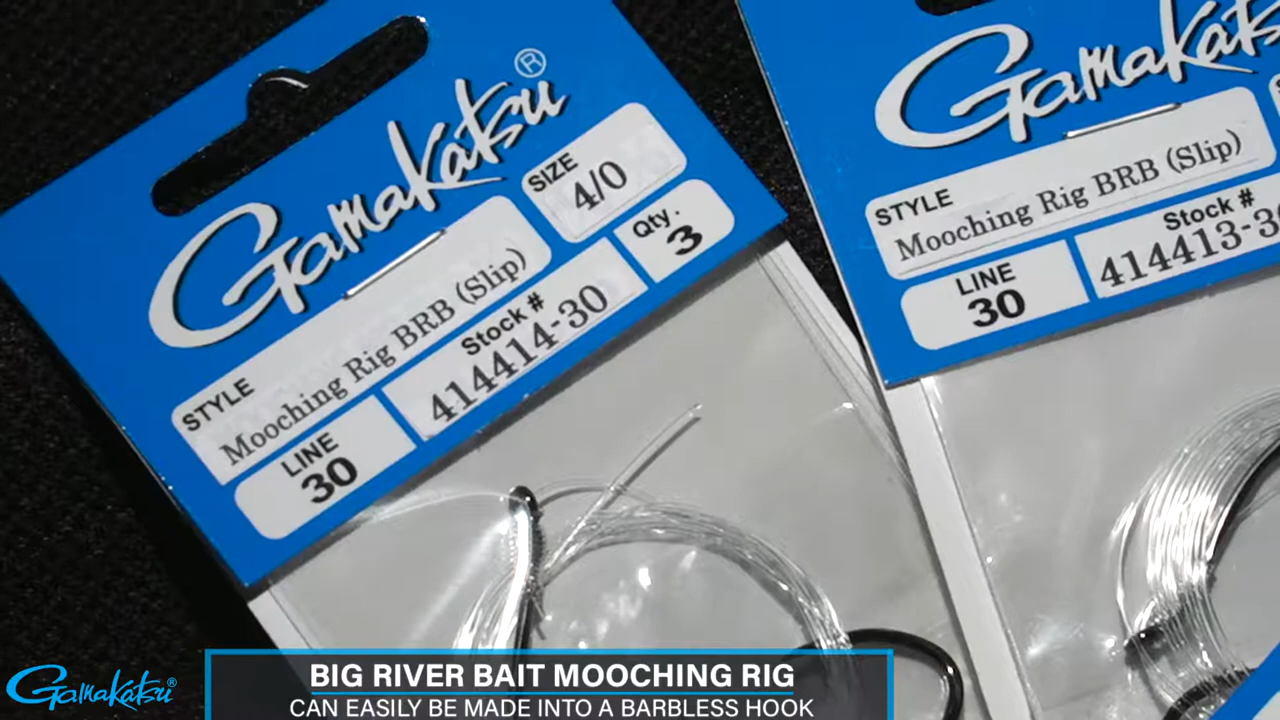 Gamakatsu®
SIZE
4/0
STYLE
Mooching Rig BRB (Slip)
Stock #
414414-30
Qty.
3
LINE
30
Gamakatsu
STYLE
Mooching Rig BRB (Slip)
LINE
30
Stock #
Gamakatsu®
BIG RIVER BAIT MOOCHING RIG
CAN EASILY BE MADE INTO A BARBLESS HOOK